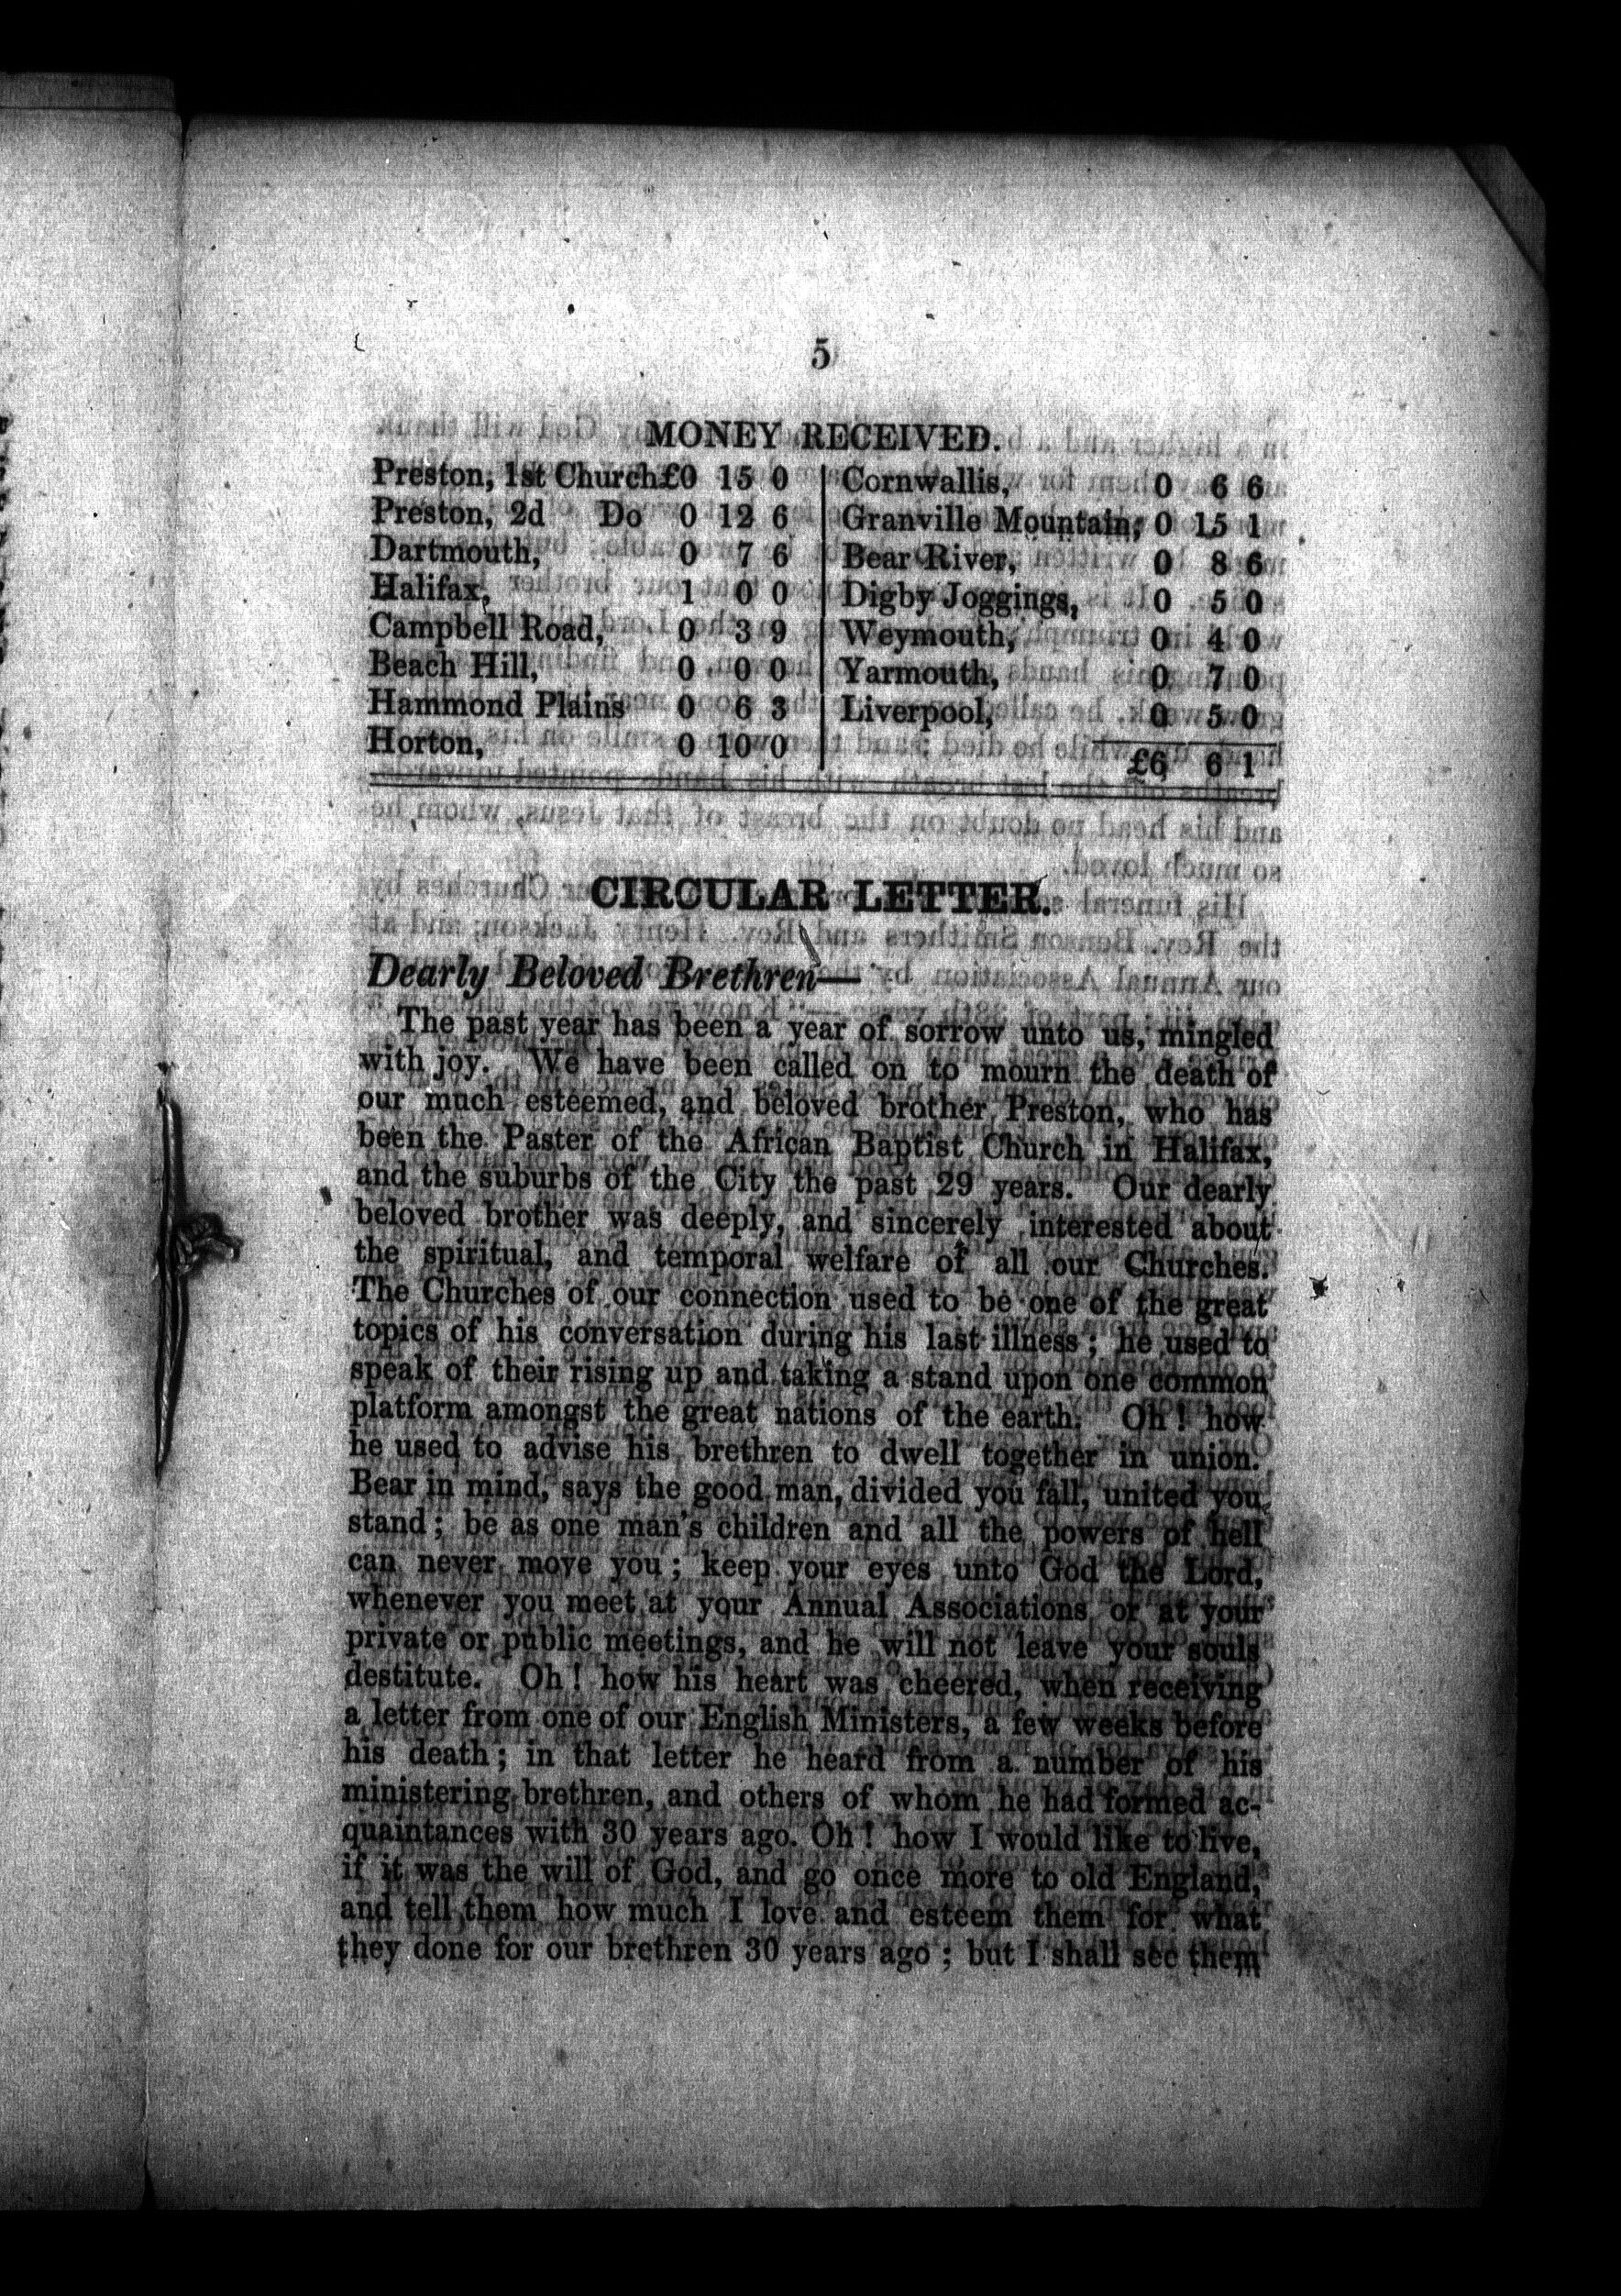 5
MONEY RECEIVED.
Preston, 1st Church £0 15 0
Preston, 2d Do 0 12 6
Dartmouth, 0 7 6
Halifax, 1 0 0
Campbell Road, 0 3 9
Beach Hill, 0 0 0
Hammond Plains 0 6 3
Horton, 0 10 0
Cornwallis, 0 6 6
Granville Mountain, 0 15 1
Bear River, 0 8 6
Digby Joggings, 0 5 0
Weymouth, 0 4 0
Yarmouth, 0 7 0
Liverpool, 0 5 0
£6 6 1
CIRCULAR LETTER.
Dearly Beloved Brethren—
The past year has been a year of sorrow unto us, mingled
with joy. We have been called on to mourn the death of
our much esteemed, and beloved brother Preston, who has
been the Paster of the African Baptist Church in Halifax,
and the suburbs of the City the past 29 years. Our dearly
beloved brother was deeply, and sincerely interested about
the spiritual, and temporal welfare of all our Churches.
The Churches of our connection used to be one of the great
topics of his conversation during his last illness; he used to
speak of their rising up and taking a stand upon one common
platform amongst the great nations of the earth. Oh! how
he used to advise his brethren to dwell together in union.
Bear in mind, says the good man, divided you fall, united you
stand; be as one man's children and all the powers of hell
can never move you; keep your eyes unto God the Lord,
whenever you meet at your Annual Associations or at your
private or public meetings, and he will not leave your souls
destitute. Oh! how his heart was cheered, when receiving
a letter from one of our English Ministers, a few weeks before
his death; in that letter he heard from a number of his
ministering brethren, and others of whom he had formed ac-
quaintances with 30 years ago. Oh! how I would like to live,
if it was the will of God, and go once more to old England,
and tell them how much I love and esteem them for what
they done for our brethren 30 years ago; but I shall see them